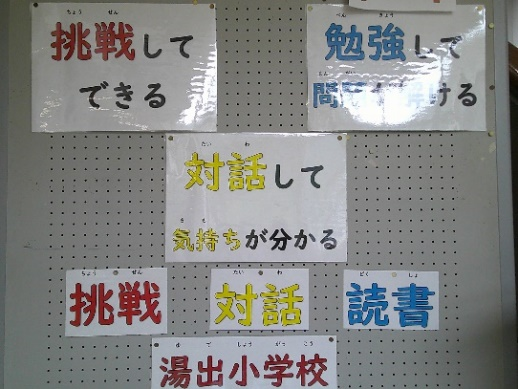 挑戦して
できる
勉強して
対話して
気持ちが分かる
挑戦
対話
読書
湯出小学校